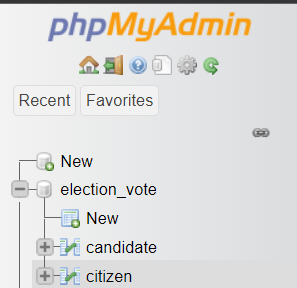 phpMyAdmin
Recent Favorites
New
election_vote
New
candidate
citizen